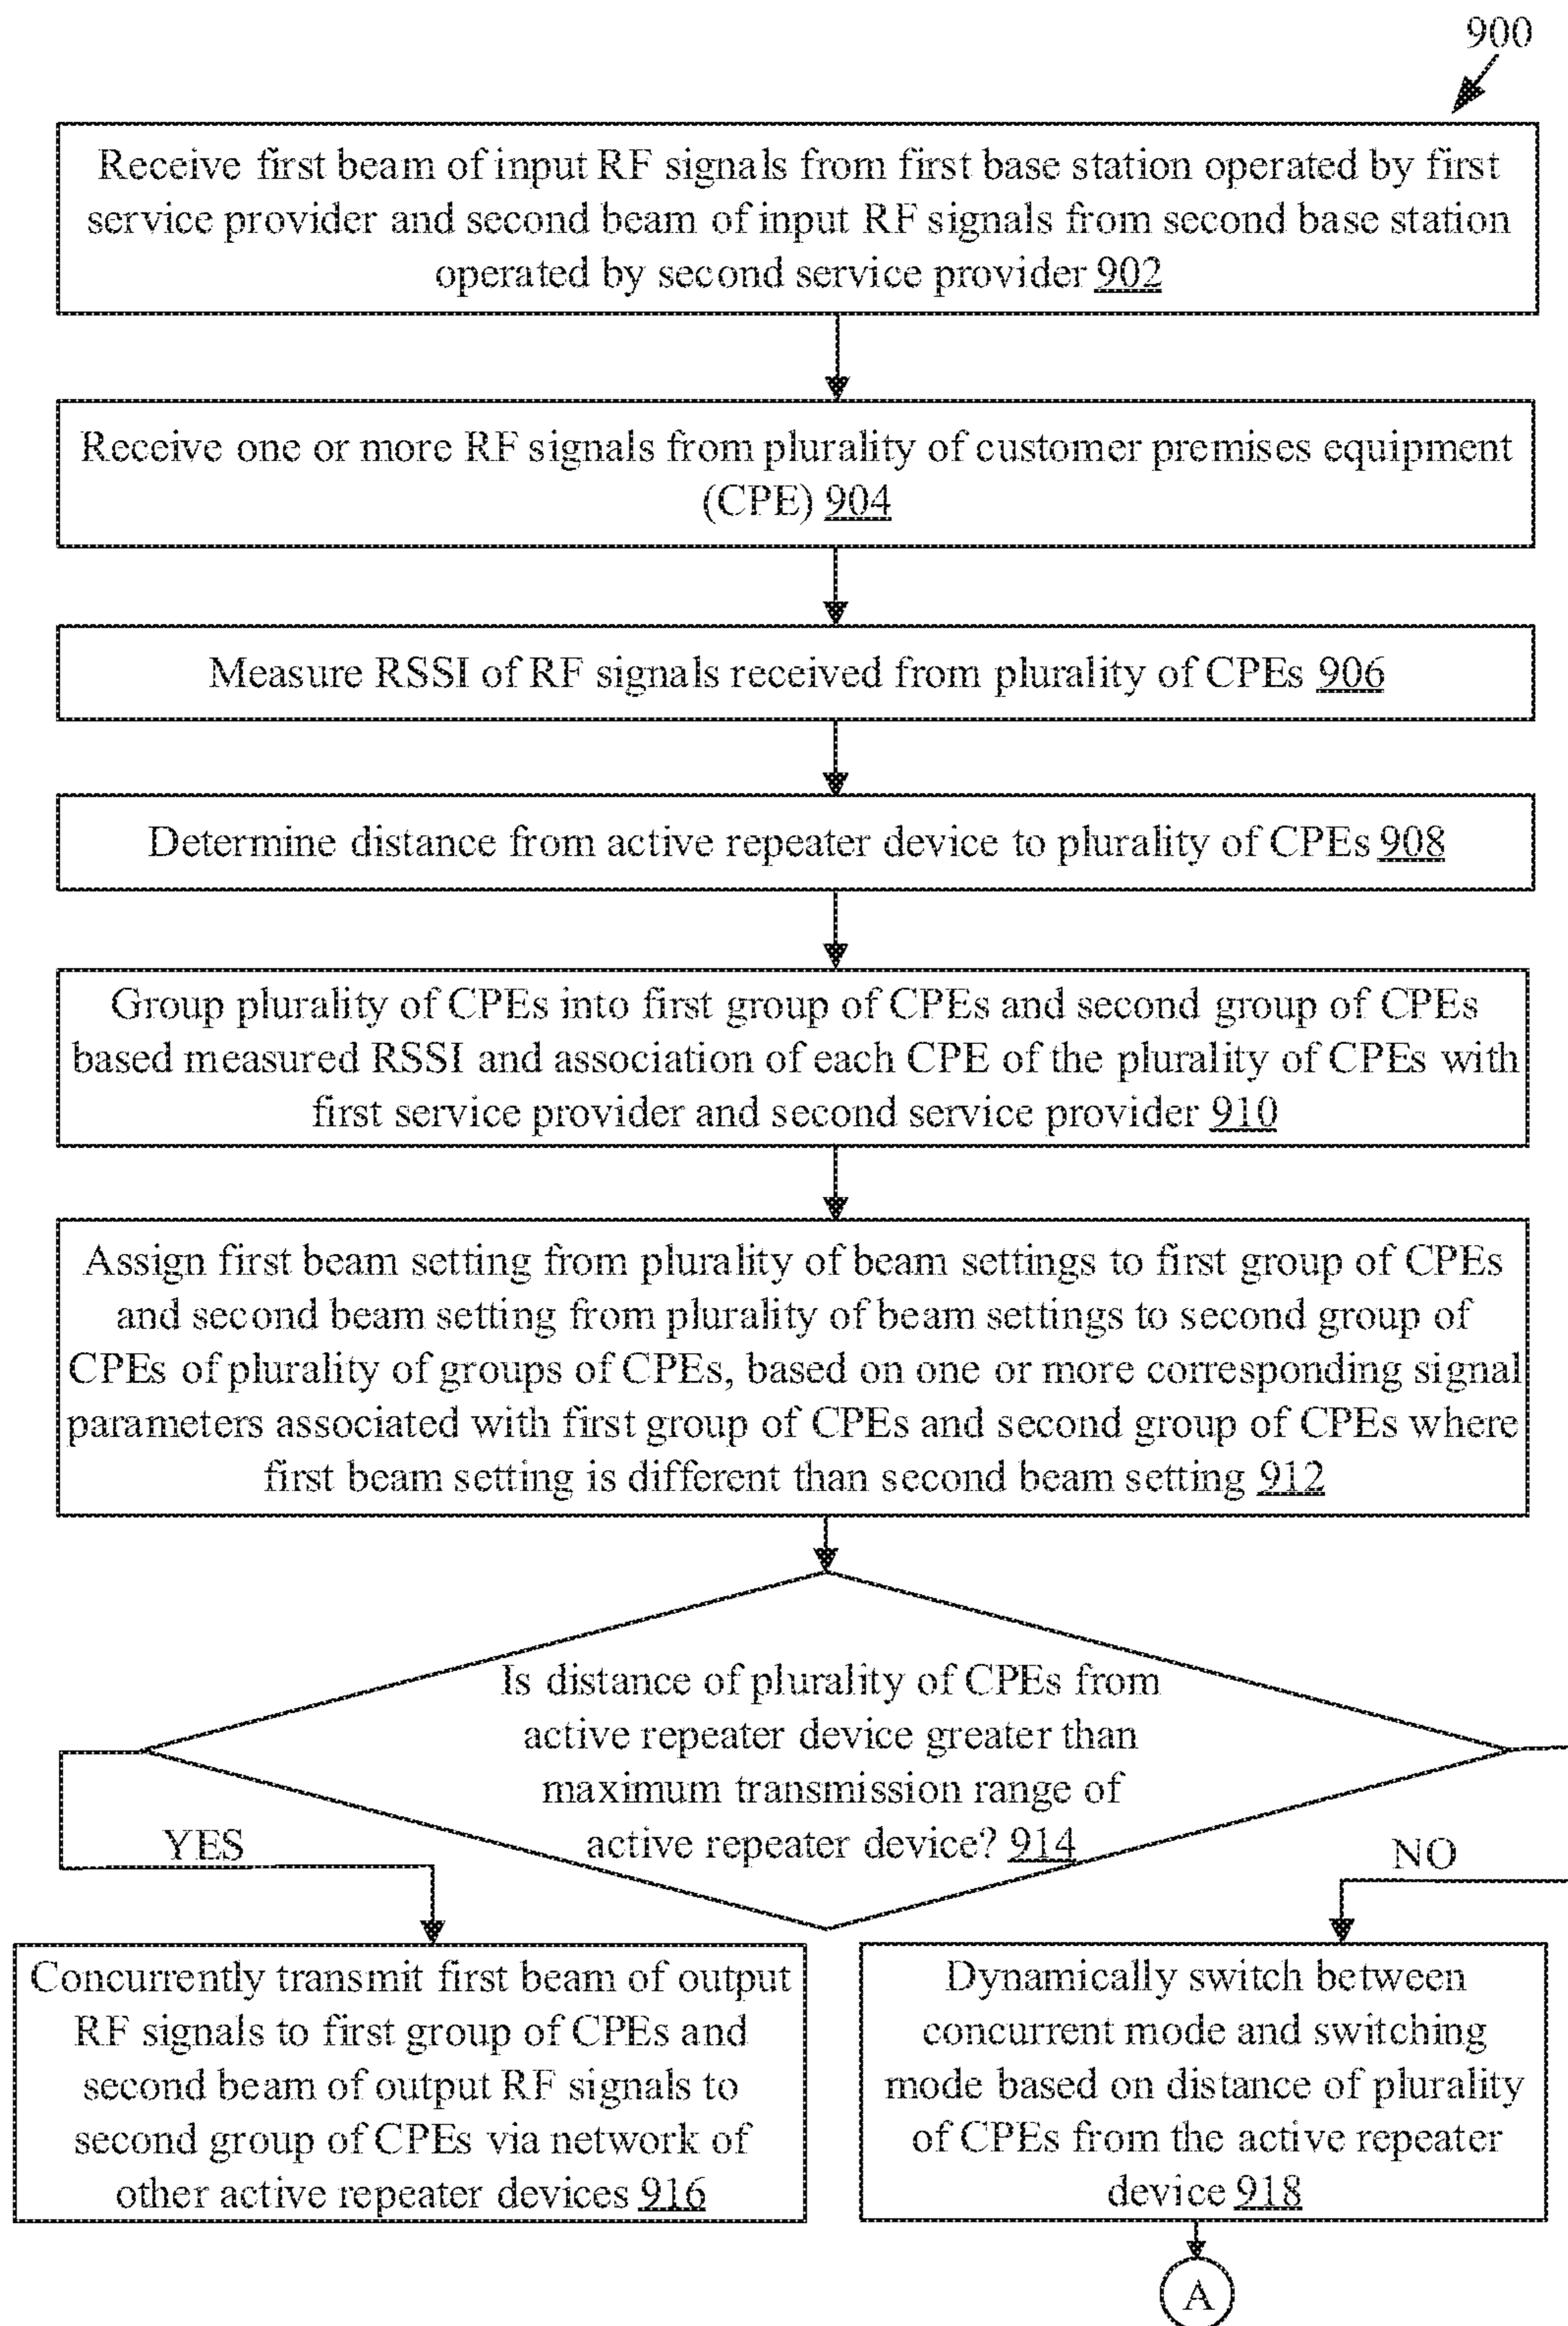 900
Receive first beam of input RF signals from first base station operated by first
service provider and second beam of input RF signals from second base station
operated by second service provider 902
Receive one or more RF signals from plurality of customer premises equipment
(CPE) 904
Measure RSSI of RF signals received from plurality of CPEs 906
Determine distance from active repeater device to plurality of CPEs 908
Group plurality of CPEs into first group of CPEs and second group of CPEs
based measured RSSI and association of each CPE of the plurality of CPEs with
first service provider and second service provider 910
Assign first beam setting from plurality of beam settings to first group of CPEs
and second beam setting from plurality of beam settings to second group of
CPEs of plurality of groups of CPEs, based on one or more corresponding signal
parameters associated with first group of CPEs and second group of CPEs where
first beam setting is different than second beam setting 912
Is distance of plurality of CPEs from
active repeater device greater than
maximum transmission range of
active repeater device? 914
YES
NO
Concurrently transmit first beam of output
RF signals to first group of CPEs and
second beam of output RF signals to
second group of CPEs via network of
other active repeater devices 916
Dynamically switch between
concurrent mode and switching
mode based on distance of plurality
of CPEs from the active repeater
device 918
A